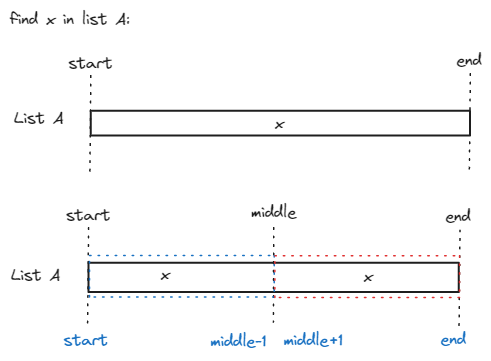 find x in list A:
start end
List A x
start middle end
List A x x
start middle-1 middle+1 end